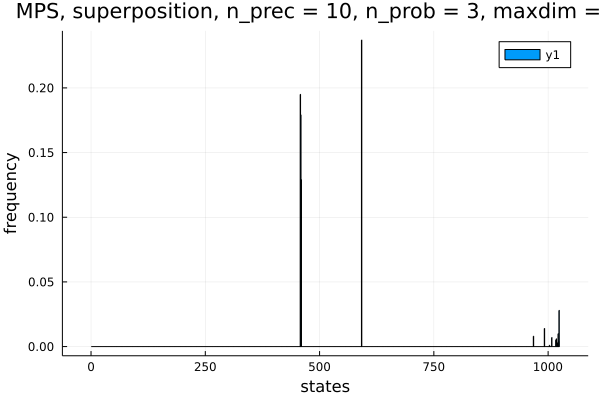 MPS, superposition, n_prec = 10, n_prob = 3, maxdim =
y1
frequency
0.20
0.15
0.10
0.05
0.00
0 250 500 750 1000
states